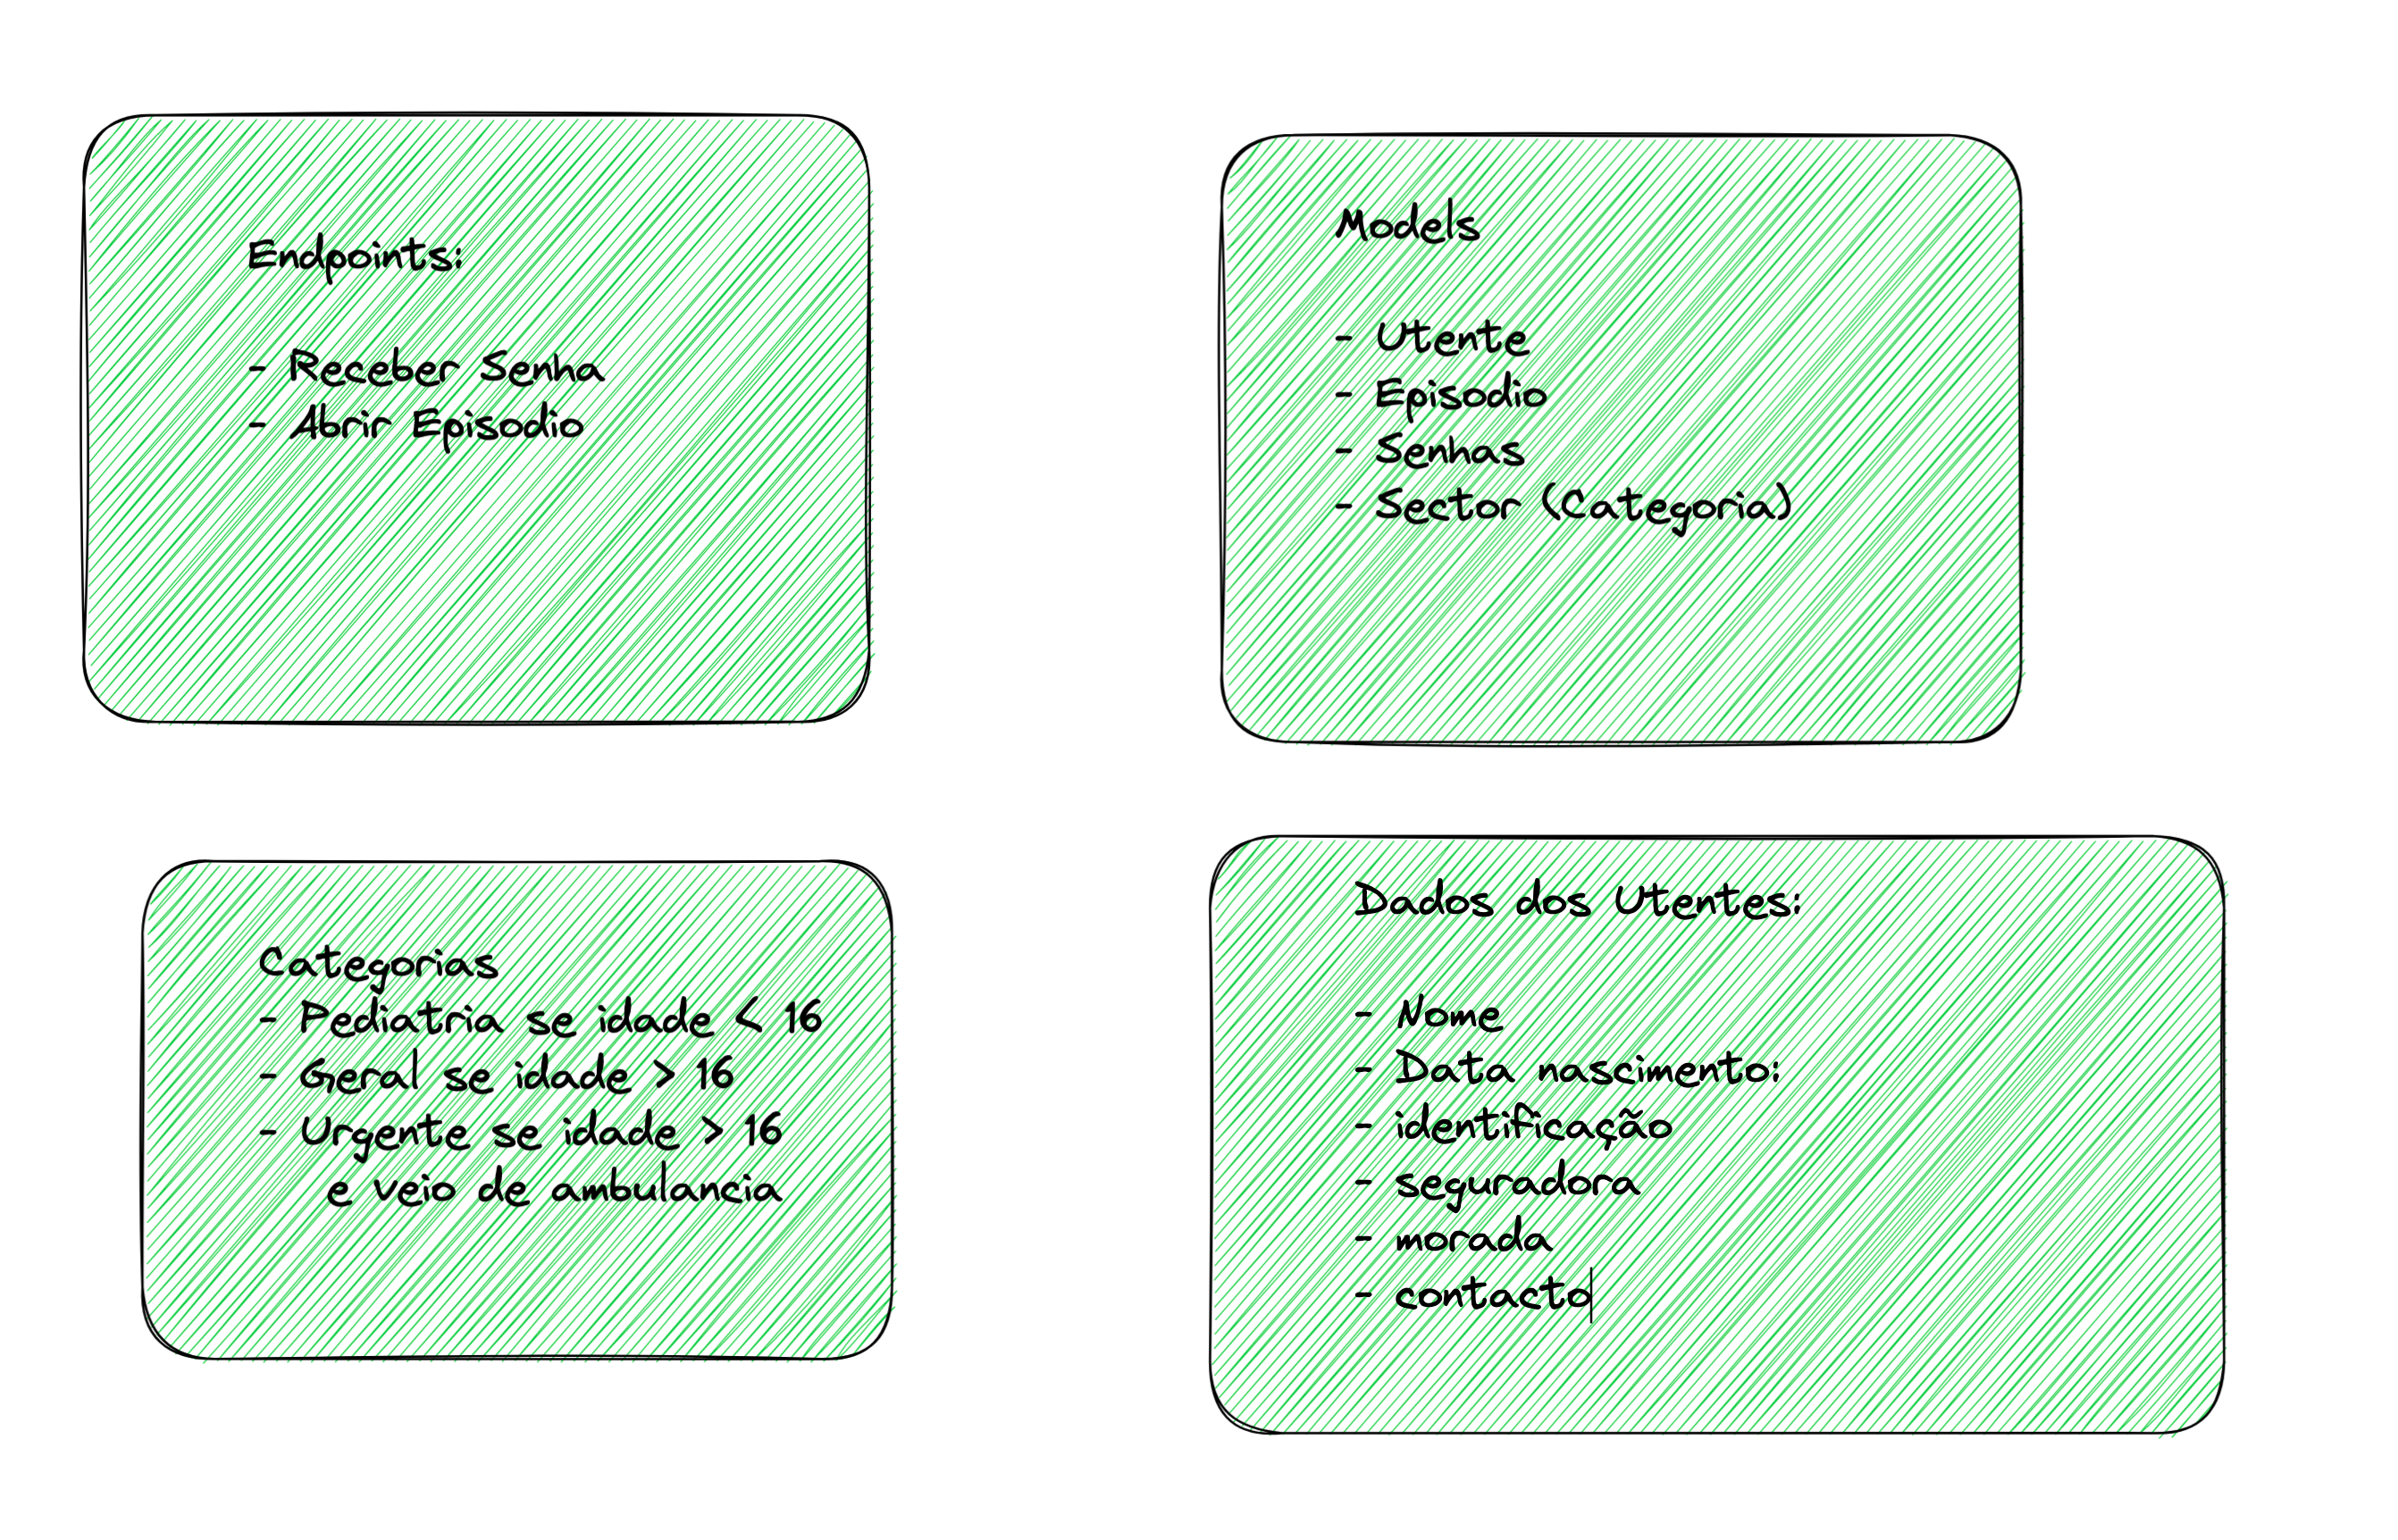 Endpoints:
- Receber Senha
- Abrir Episodio
Models
- Utente
- Episodio
- Senhas
- Sector (Categoria)
Categorias
- Pediatria se idade < 16
- Geral se idade > 16
- Urgente se idade > 16
e veio de ambulancia
Dados dos Utentes:
- Nome
- Data nascimento:
- identificação
- seguradora
- morada
- contacto